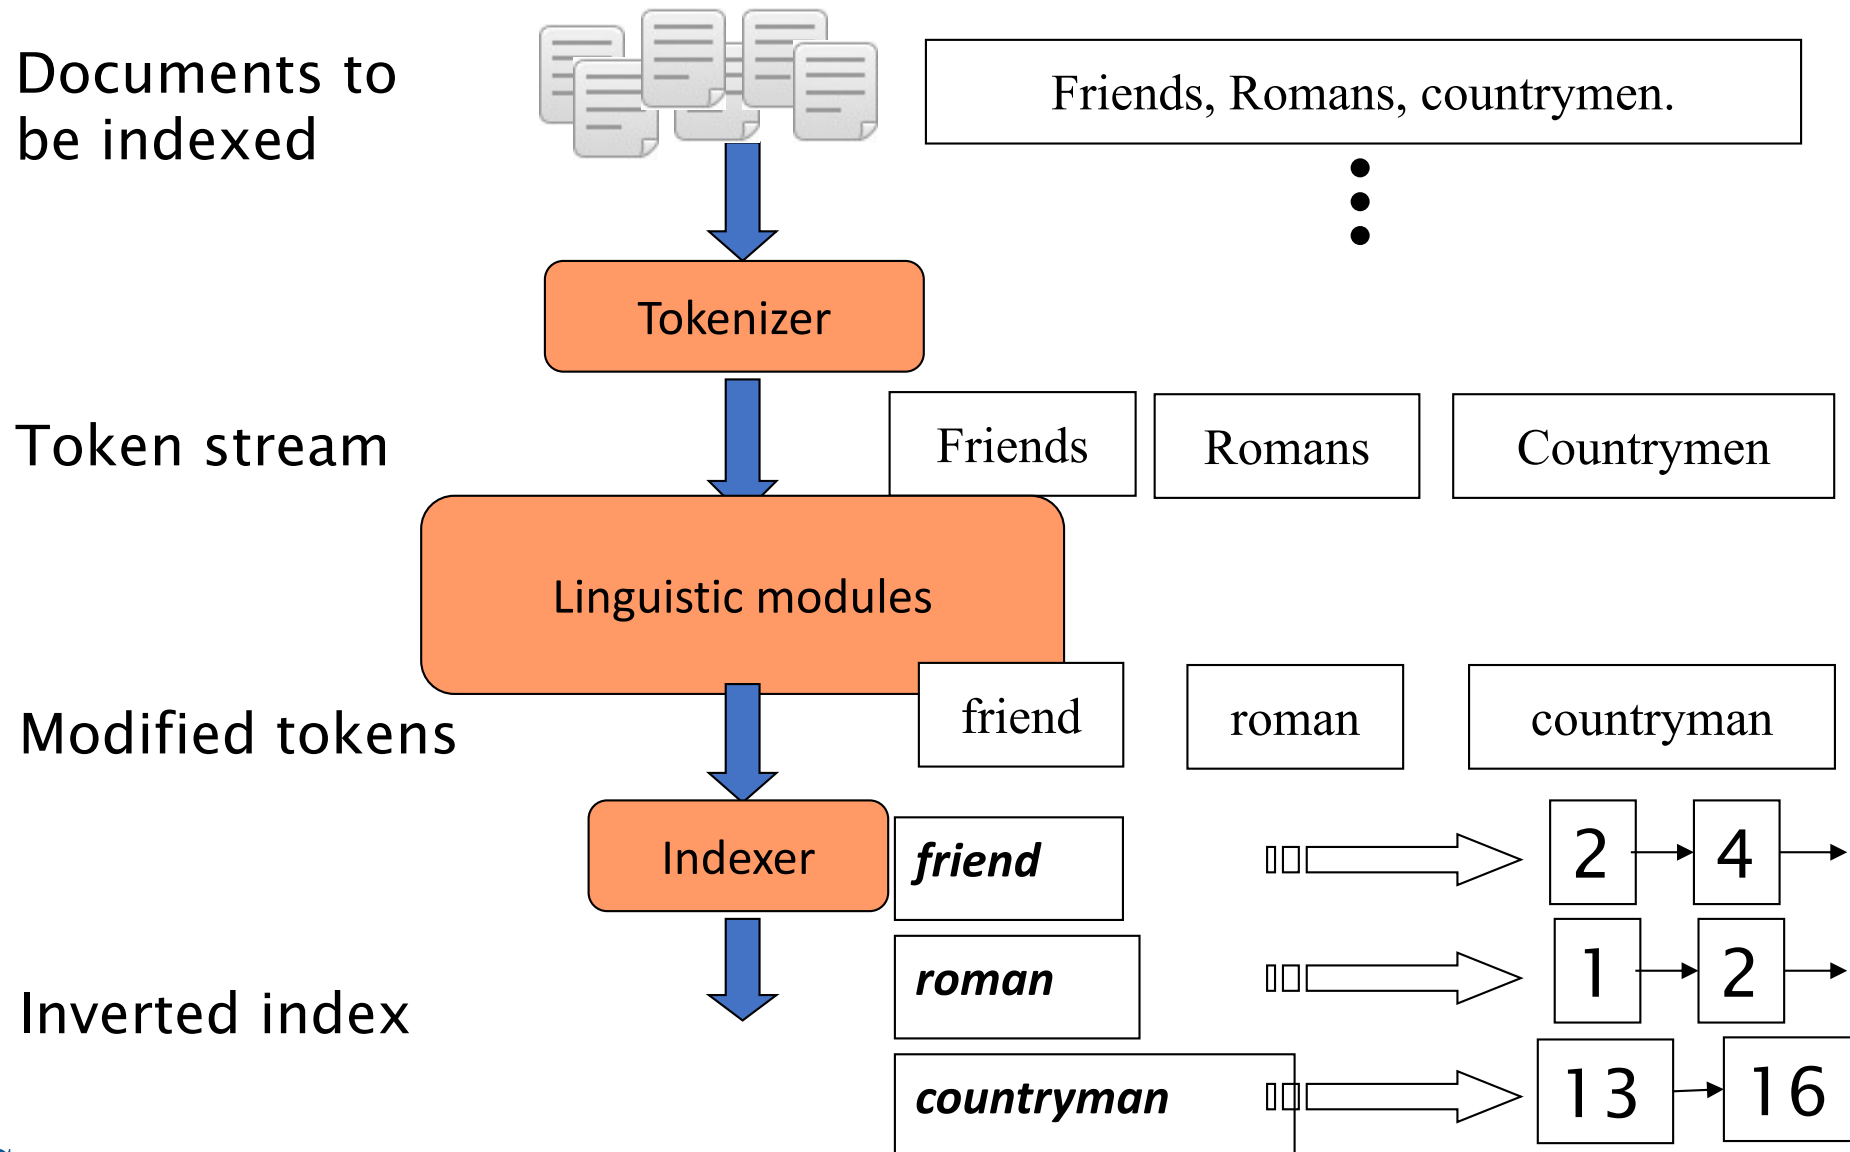 Documents to
be indexed
Friends, Romans, countrymen.
Tokenizer
Token stream
Friends
Romans
Countrymen
Linguistic modules
Modified tokens
friend
roman
countryman
Indexer
friend
2
4
roman
1
2
Inverted index
countryman
13
16